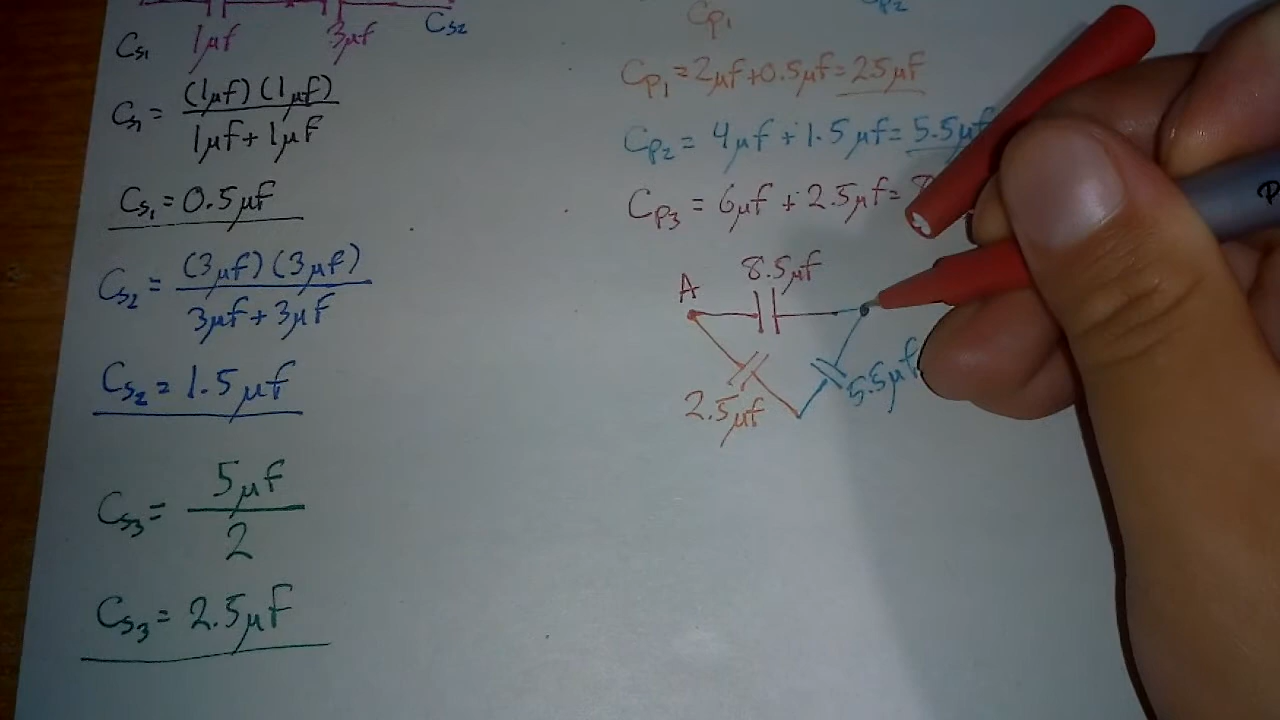 Cs1 1μf 3μf Cs2
Cs1 = (1μf)(1μf) / 1μf + 1μF
Cs1 = 0.5μF
Cs2 = (3μf)(3μf) / 3μf + 3μF
Cs2 = 1.5μf
Cs3 = 5μf / 2
Cs3 = 2.5μF
Cp1 Cp2
Cp1 = 2μf + 0.5μF = 25μF
Cp2 = 4μf + 1.5μF = 5.5μf
Cp3 = 6μf + 2.5μf =
A 8.5μf
2.5μf 5.5μf